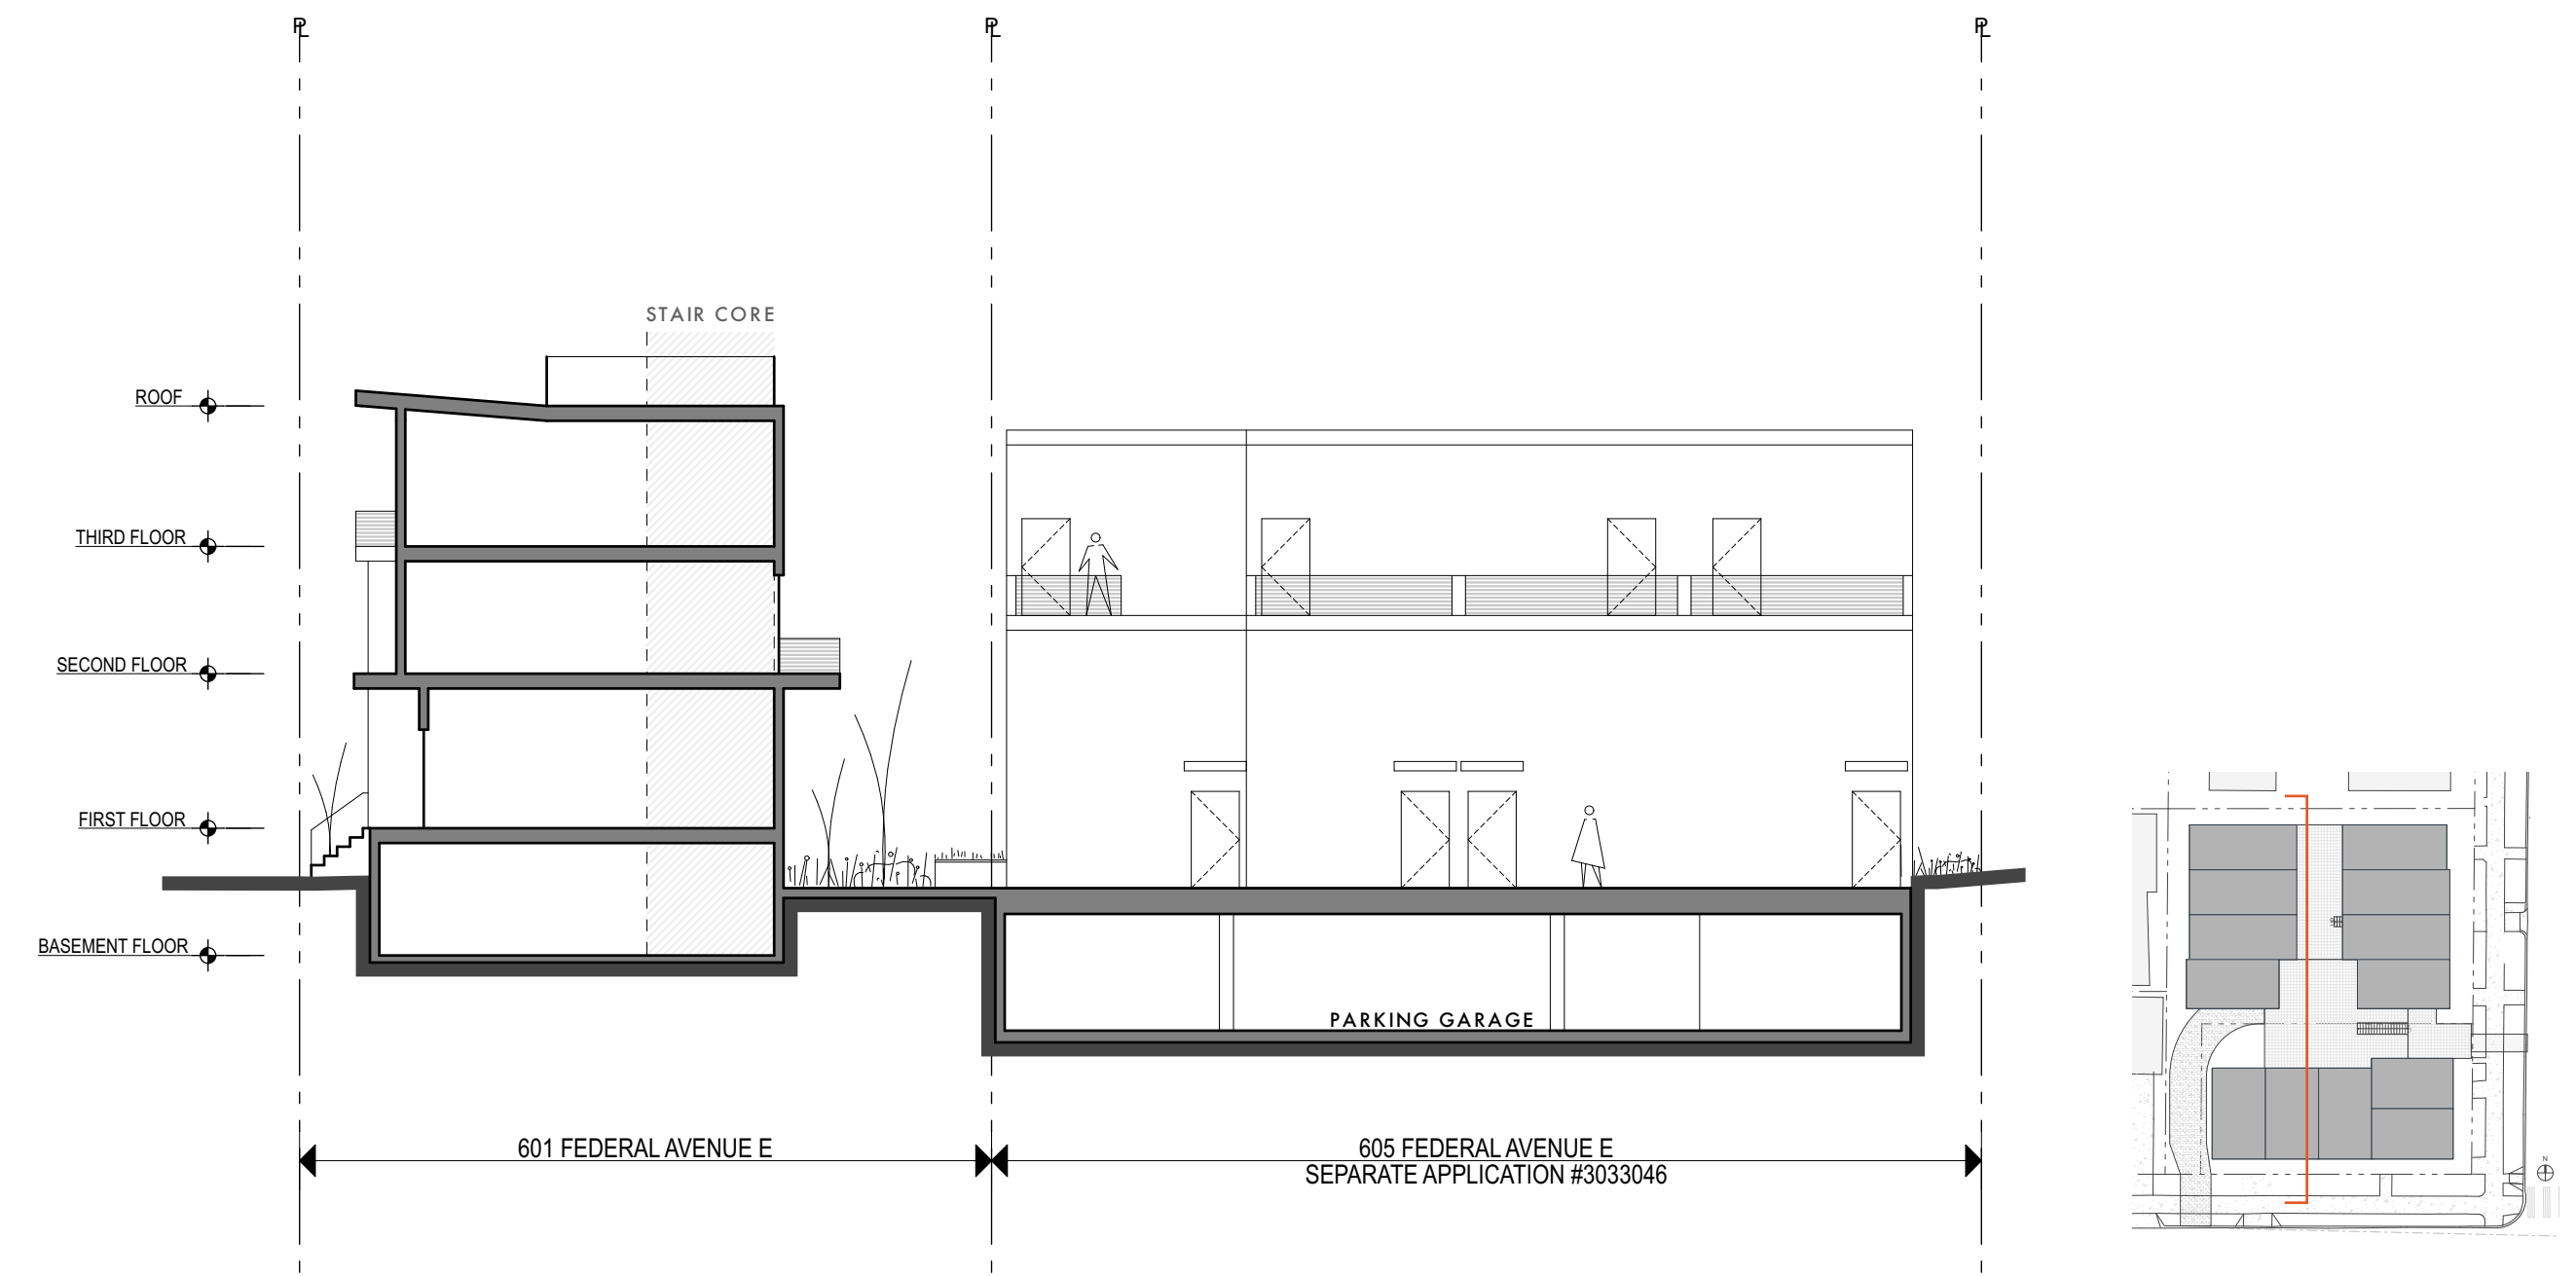 PL PL PL
STAIR CORE
ROOF
THIRD FLOOR
SECOND FLOOR
FIRST FLOOR
BASEMENT FLOOR
PARKING GARAGE
601 FEDERAL AVENUE E
605 FEDERAL AVENUE E
SEPARATE APPLICATION #3033046
N